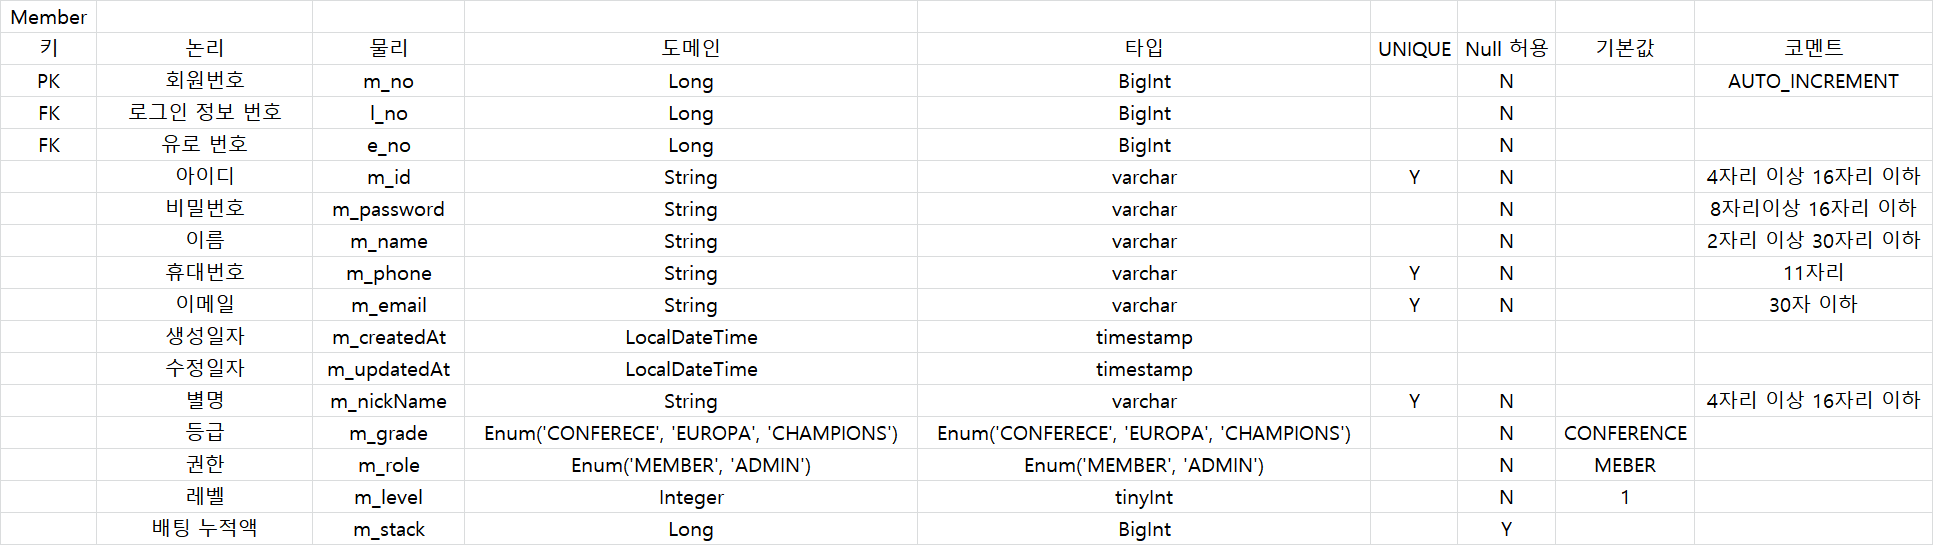 Member
키 논리 물리 도메인 타입 UNIQUE Null 허용 기본값 코멘트
PK 회원번호 m_no Long BigInt N AUTO_INCREMENT
FK 로그인 정보 번호 l_no Long BigInt N
FK 유로 번호 e_no Long BigInt N
아이디 m_id String varchar Y N 4자리 이상 16자리 이하
비밀번호 m_password String varchar N 8자리이상 16자리 이하
이름 m_name String varchar N 2자리 이상 30자리 이하
휴대번호 m_phone String varchar Y N 11자리
이메일 m_email String varchar Y N 30자 이하
생성일자 m_createdAt LocalDateTime timestamp
수정일자 m_updatedAt LocalDateTime timestamp
별명 m_nickName String varchar Y N 4자리 이상 16자리 이하
등급 m_grade Enum('CONFERECE', 'EUROPA', 'CHAMPIONS') Enum('CONFERECE', 'EUROPA', 'CHAMPIONS') N CONFERENCE
권한 m_role Enum('MEMBER', 'ADMIN') Enum('MEMBER', 'ADMIN') N MEBER
레벨 m_level Integer tinyInt N 1
배팅 누적액 m_stack Long BigInt Y